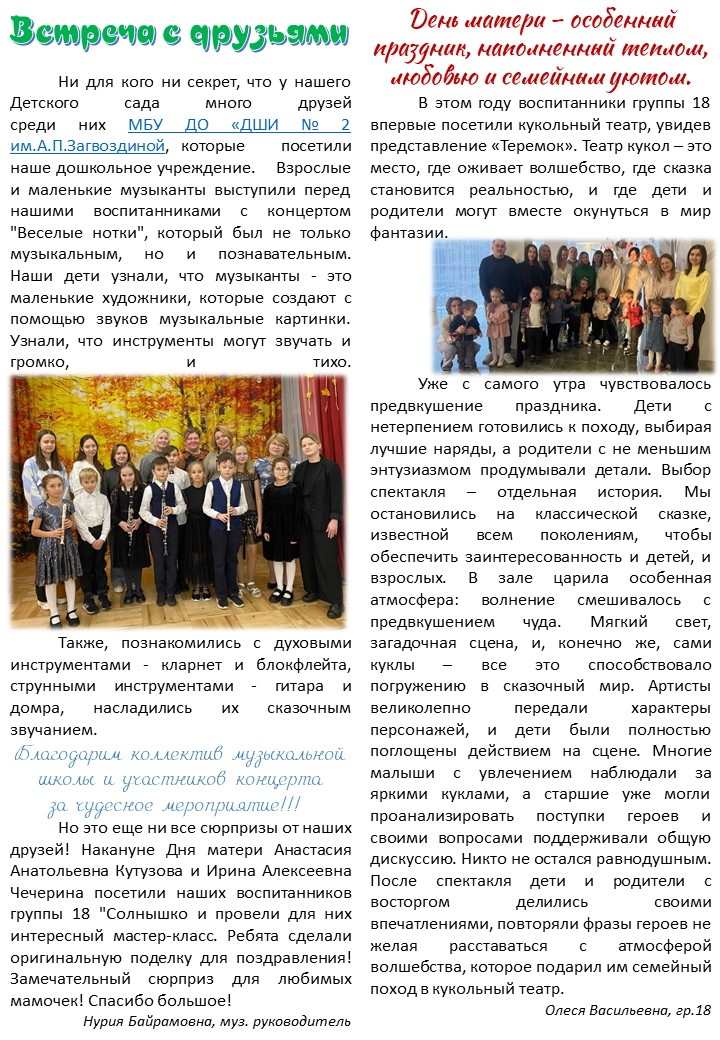 Встреча с друзьями
Ни для кого ни секрет, что у нашего
Детского сада много друзей
среди них МБУ ДО «ДШИ № 2
им.А.П.Загвоздиной, которые посетили
наше дошкольное учреждение. Взрослые
и маленькие музыканты выступили перед
нашими воспитанниками с концертом
"Веселые нотки", который был не только
музыкальным, но и познавательным.
Наши дети узнали, что музыканты - это
маленькие художники, которые создают с
помощью звуков музыкальные картинки.
Узнали, что инструменты могут звучать и
громко, и тихо.
Также, познакомились с духовыми
инструментами - кларнет и блокфлейта,
струнными инструментами - гитара и
домра, насладились их сказочным
звучанием.
Благодарим коллектив музыкальной
школы и участников концерта
за чудесное мероприятие!!!
Но это еще ни все сюрпризы от наших
друзей! Накануне Дня матери Анастасия
Анатольевна Кутузова и Ирина Алексеевна
Чечерина посетили наших воспитанников
группы 18 "Солнышко и провели для них
интересный мастер-класс. Ребята сделали
оригинальную поделку для поздравления!
Замечательный сюрприз для любимых
мамочек! Спасибо большое!
Нурия Байрамовна, муз. руководитель
День матери – особенный
праздник, наполненный теплом,
любовью и семейным уютом.
В этом году воспитанники группы 18
впервые посетили кукольный театр, увидев
представление «Теремок». Театр кукол – это
место, где оживает волшебство, где сказка
становится реальностью, и где дети и
родители могут вместе окунуться в мир
фантазии.
Уже с самого утра чувствовалось
предвкушение праздника. Дети с
нетерпением готовились к походу, выбирая
лучшие наряды, а родители с не меньшим
энтузиазмом продумывали детали. Выбор
спектакля – отдельная история. Мы
остановились на классической сказке,
известной всем поколениям, чтобы
обеспечить заинтересованность и детей, и
взрослых. В зале царила особенная
атмосфера: волнение смешивалось с
предвкушением чуда. Мягкий свет,
загадочная сцена, и, конечно же, сами
куклы – все это способствовало
погружению в сказочный мир. Артисты
великолепно передали характеры
персонажей, и дети были полностью
поглощены действием на сцене. Многие
малыши с увлечением наблюдали за
яркими куклами, а старшие уже могли
проанализировать поступки героев и
своими вопросами поддерживали общую
дискуссию. Никто не остался равнодушным.
После спектакля дети и родители с
восторгом делились своими
впечатлениями, повторяли фразы героев не
желая расставаться с атмосферой
волшебства, которое подарил им семейный
поход в кукольный театр.
Олеся Васильевна, гр.18